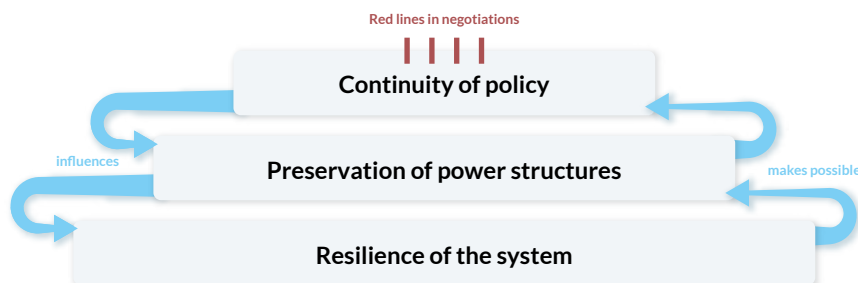 Red lines in negotiations
Continuity of policy
influences
Preservation of power structures
makes possible
Resilience of the system